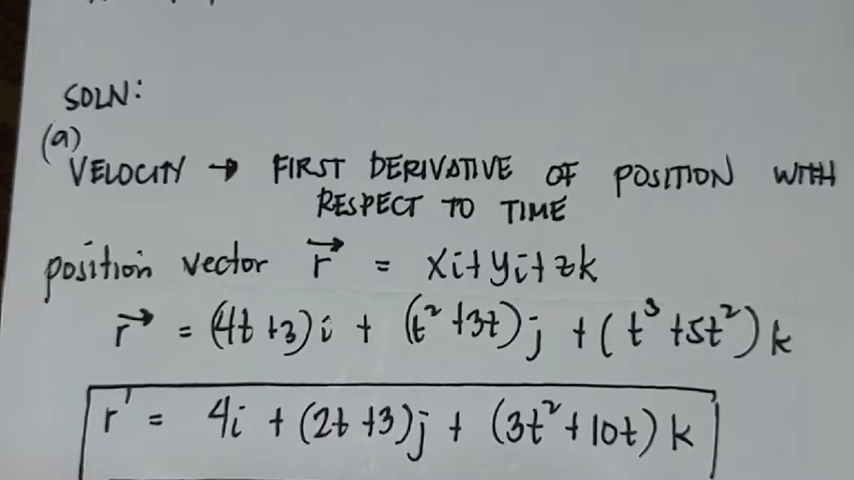 SOLN:
(a)
VELOCITY → FIRST DERIVATIVE OF POSITION WITH
RESPECT TO TIME
position vector r⃗ = xi+yi+zk
r⃗ = (4t+3)i + (t²+3t)j + (t³+5t²)k
r' = 4i + (2t+3)j + (3t²+10t)k